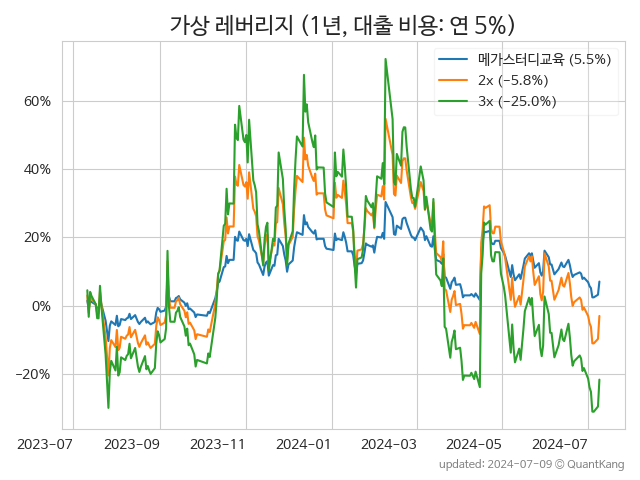 가상 레버리지 (1년, 대출 비용: 연 5%)
메가스터디교육 (5.5%)
2x (−5.8%)
3x (−25.0%)
60%
40%
20%
0%
−20%
2023-07 2023-09 2023-11 2024-01 2024-03 2024-05 2024-07
updated: 2024-07-09 © QuantKang